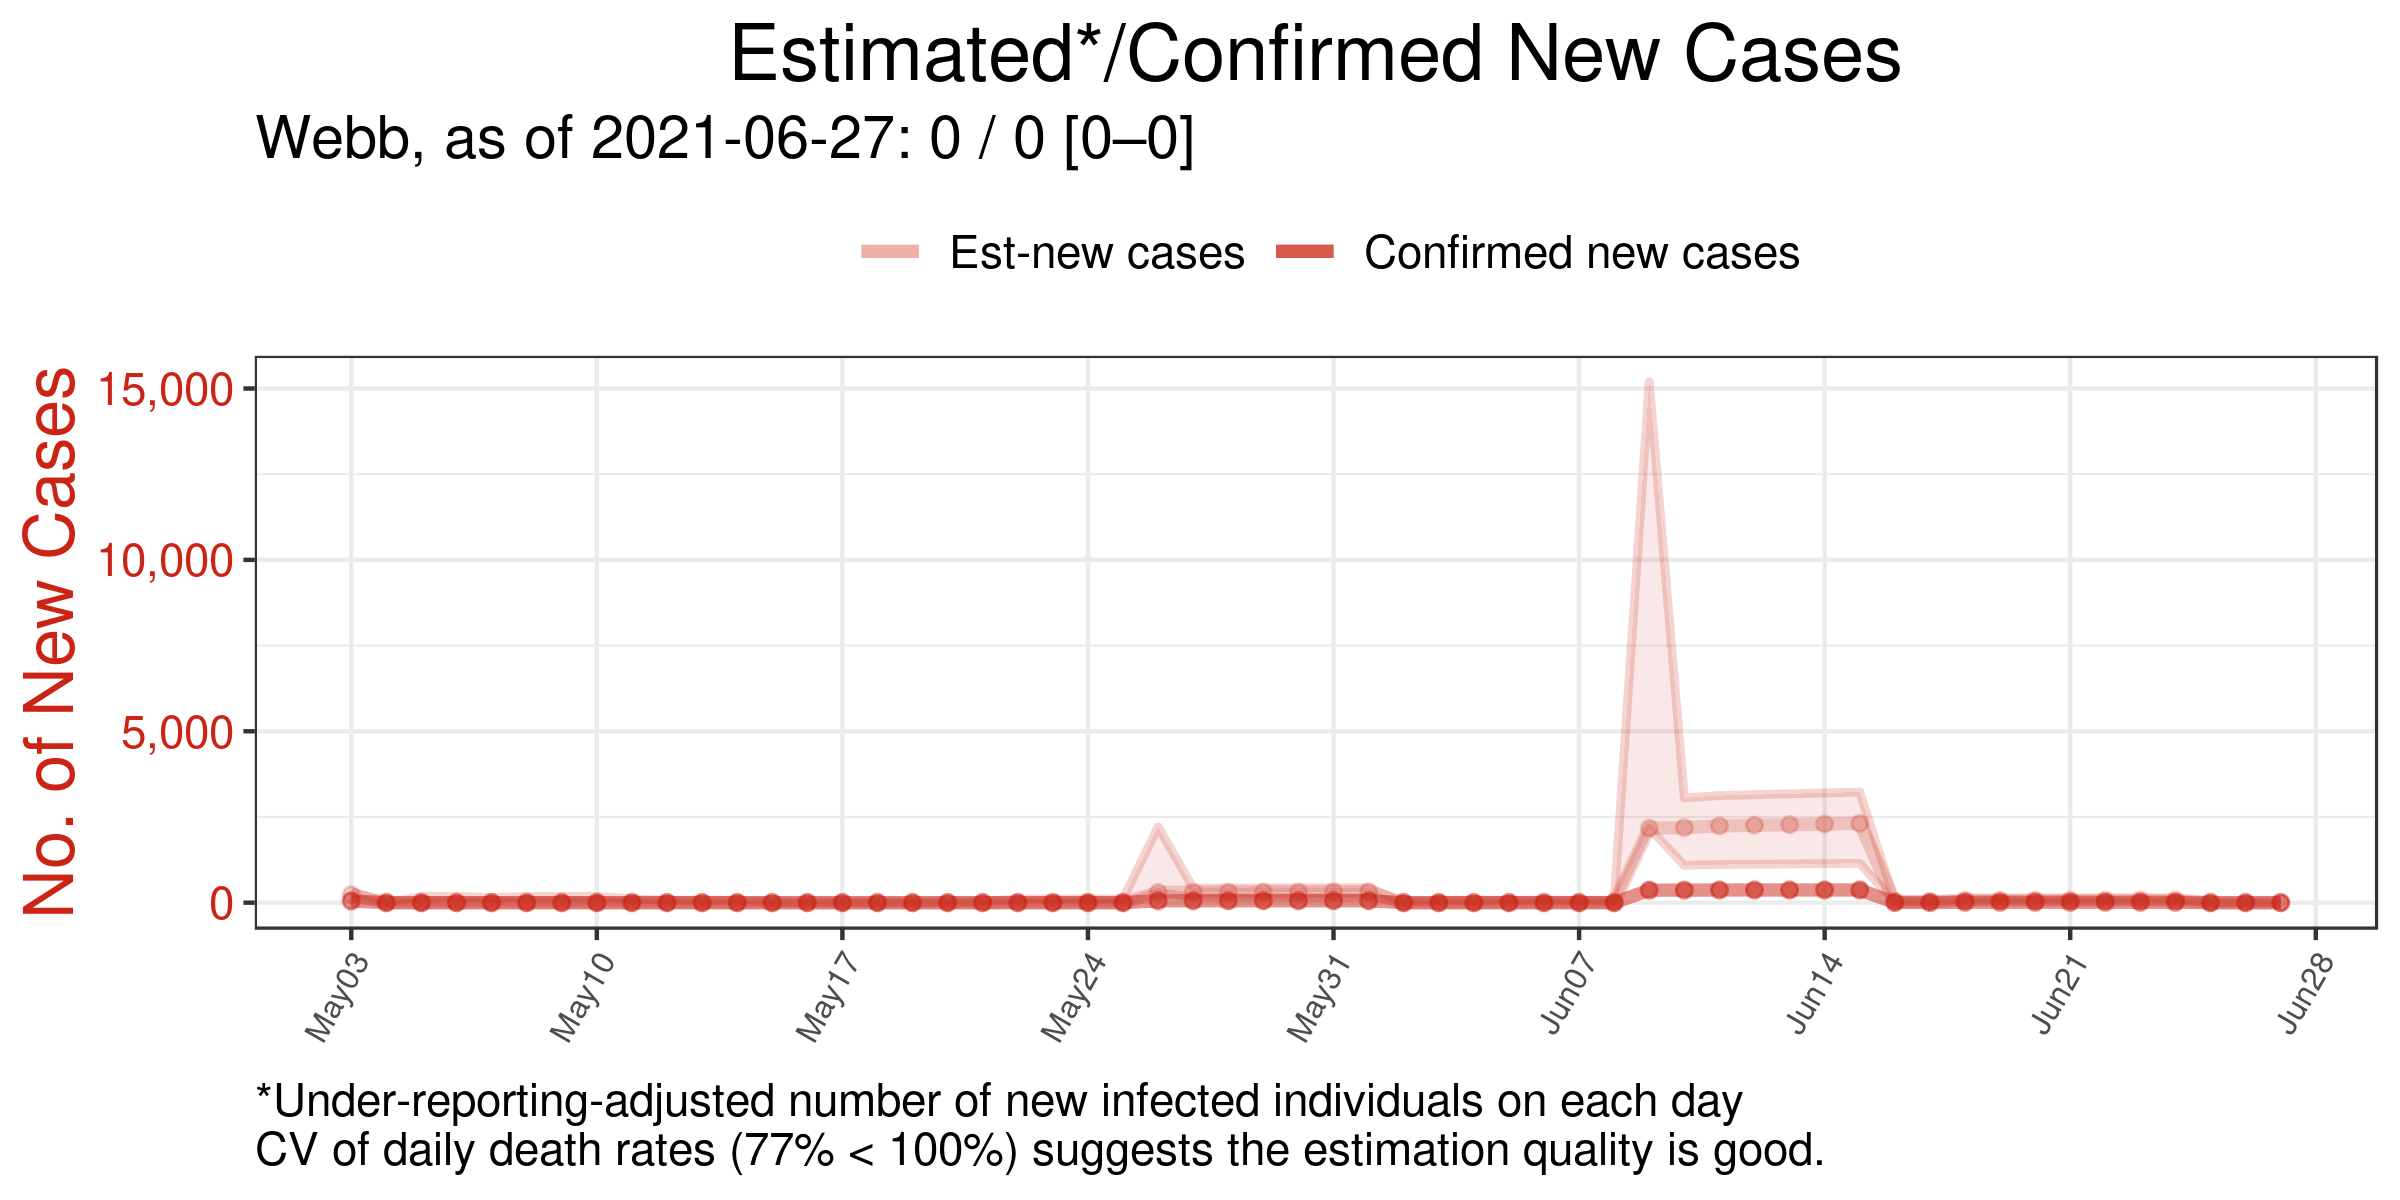 Estimated*/Confirmed New Cases
Webb, as of 2021-06-27: 0 / 0 [0–0]
Est-new cases
Confirmed new cases
No. of New Cases
15,000
10,000
5,000
0
May03
May10
May17
May24
May31
Jun07
Jun14
Jun21
Jun28
*Under-reporting-adjusted number of new infected individuals on each day
CV of daily death rates (77% < 100%) suggests the estimation quality is good.